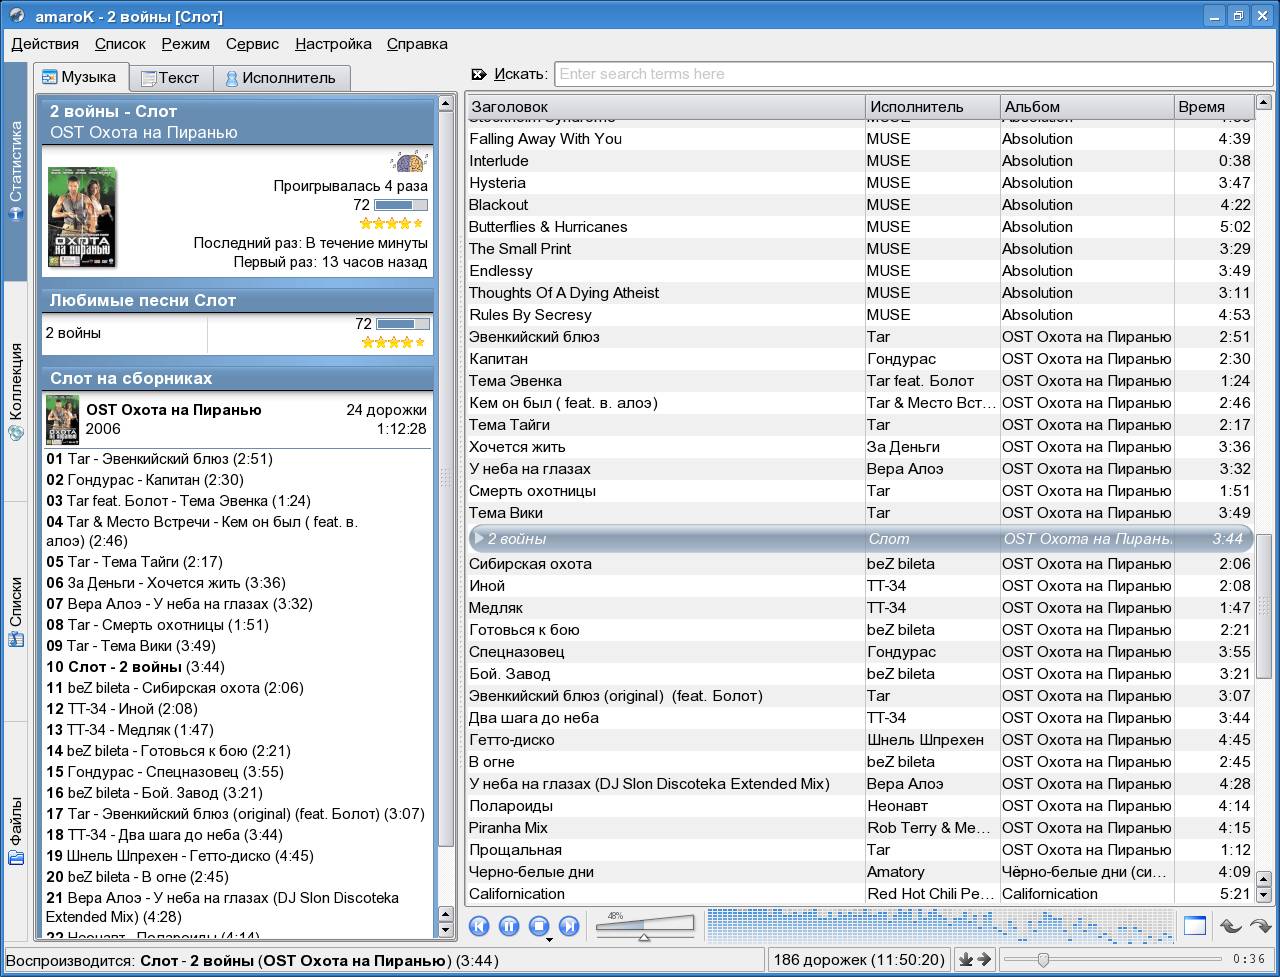 amaroK - 2 войны [Слот]
Действия Список Режим Сервис Настройка Справка
Музыка Текст Исполнитель
Искать: Enter search terms here
Статистика
Коллекция
Списки
Файлы
2 войны - Слот
OST Охота на Пиранью
ОХОТА
НА ПИРАНЬЮ
Проигрывалась 4 раза
72
Последний раз: В течение минуты
Первый раз: 13 часов назад
Любимые песни Слот
2 войны 72
Слот на сборниках
OST Охота на Пиранью 24 дорожки
2006 1:12:28
01 Tar - Эвенкийский блюз (2:51)
02 Гондурас - Капитан (2:30)
03 Tar feat. Болот - Тема Эвенка (1:24)
04 Tar & Место Встречи - Кем он был ( feat. в.
алоэ) (2:46)
05 Tar - Тема Тайги (2:17)
06 За Деньги - Хочется жить (3:36)
07 Вера Алоэ - У неба на глазах (3:32)
08 Tar - Смерть охотницы (1:51)
09 Tar - Тема Вики (3:49)
10 Слот - 2 войны (3:44)
11 beZ bileta - Сибирская охота (2:06)
12 ТТ-34 - Иной (2:08)
13 ТТ-34 - Медляк (1:47)
14 beZ bileta - Готовься к бою (2:21)
15 Гондурас - Спецназовец (3:55)
16 beZ bileta - Бой. Завод (3:21)
17 Tar - Эвенкийский блюз (original) (feat. Болот) (3:07)
18 ТТ-34 - Два шага до неба (3:44)
19 Шнель Шпрехен - Гетто-диско (4:45)
20 beZ bileta - В огне (2:45)
21 Вера Алоэ - У неба на глазах (DJ Slon Discoteka
Extended Mix) (4:28)
22 Неонавт - Полароиды (4:14)
Заголовок Исполнитель Альбом Время
Stockholm Syndrome MUSE Absolution
Falling Away With You MUSE Absolution 4:39
Interlude MUSE Absolution 0:38
Hysteria MUSE Absolution 3:47
Blackout MUSE Absolution 4:22
Butterflies & Hurricanes MUSE Absolution 5:02
The Small Print MUSE Absolution 3:29
Endlessy MUSE Absolution 3:49
Thoughts Of A Dying Atheist MUSE Absolution 3:11
Rules By Secresy MUSE Absolution 4:53
Эвенкийский блюз Tar OST Охота на Пиранью 2:51
Капитан Гондурас OST Охота на Пиранью 2:30
Тема Эвенка Tar feat. Болот OST Охота на Пиранью 1:24
Кем он был ( feat. в. алоэ) Tar & Место Вст... OST Охота на Пиранью 2:46
Тема Тайги Tar OST Охота на Пиранью 2:17
Хочется жить За Деньги OST Охота на Пиранью 3:36
У неба на глазах Вера Алоэ OST Охота на Пиранью 3:32
Смерть охотницы Tar OST Охота на Пиранью 1:51
Тема Вики Tar OST Охота на Пиранью 3:49
2 войны Слот OST Охота на Пирань 3:44
Сибирская охота beZ bileta OST Охота на Пиранью 2:06
Иной ТТ-34 OST Охота на Пиранью 2:08
Медляк ТТ-34 OST Охота на Пиранью 1:47
Готовься к бою beZ bileta OST Охота на Пиранью 2:21
Спецназовец Гондурас OST Охота на Пиранью 3:55
Бой. Завод beZ bileta OST Охота на Пиранью 3:21
Эвенкийский блюз (original) (feat. Болот) Tar OST Охота на Пиранью 3:07
Два шага до неба ТТ-34 OST Охота на Пиранью 3:44
Гетто-диско Шнель Шпрехен OST Охота на Пиранью 4:45
В огне beZ bileta OST Охота на Пиранью 2:45
У неба на глазах (DJ Slon Discoteka Extended Mix) Вера Алоэ OST Охота на Пиранью 4:28
Полароиды Неонавт OST Охота на Пиранью 4:14
Piranha Mix Rob Terry & Me... OST Охота на Пиранью 4:15
Прощальная Tar OST Охота на Пиранью 1:12
Черно-белые дни Amatory Чёрно-белые дни (си... 4:09
Californication Red Hot Chili Pe... Californication 5:21
48%
Воспроизводится: Слот - 2 войны (OST Охота на Пиранью) (3:44) 186 дорожек (11:50:20) 0:36